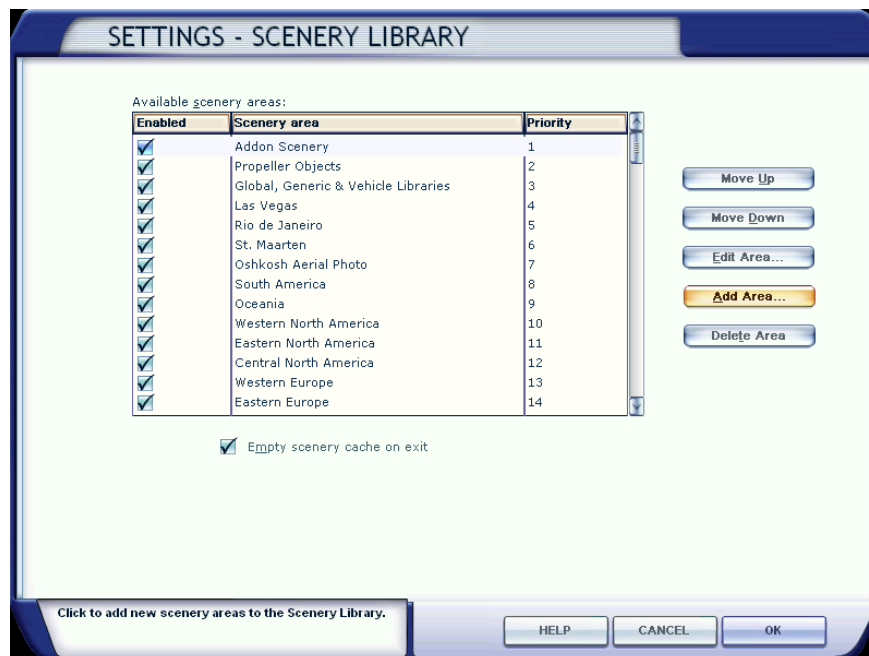 SETTINGS - SCENERY LIBRARY
Available scenery areas:
Enabled Scenery area Priority
Addon Scenery 1
Propeller Objects 2
Global, Generic & Vehicle Libraries 3
Las Vegas 4
Rio de Janeiro 5
St. Maarten 6
Oshkosh Aerial Photo 7
South America 8
Oceania 9
Western North America 10
Eastern North America 11
Central North America 12
Western Europe 13
Eastern Europe 14
Move Up
Move Down
Edit Area...
Add Area...
Delete Area
Empty scenery cache on exit
Click to add new scenery areas to the Scenery Library.
HELP CANCEL OK